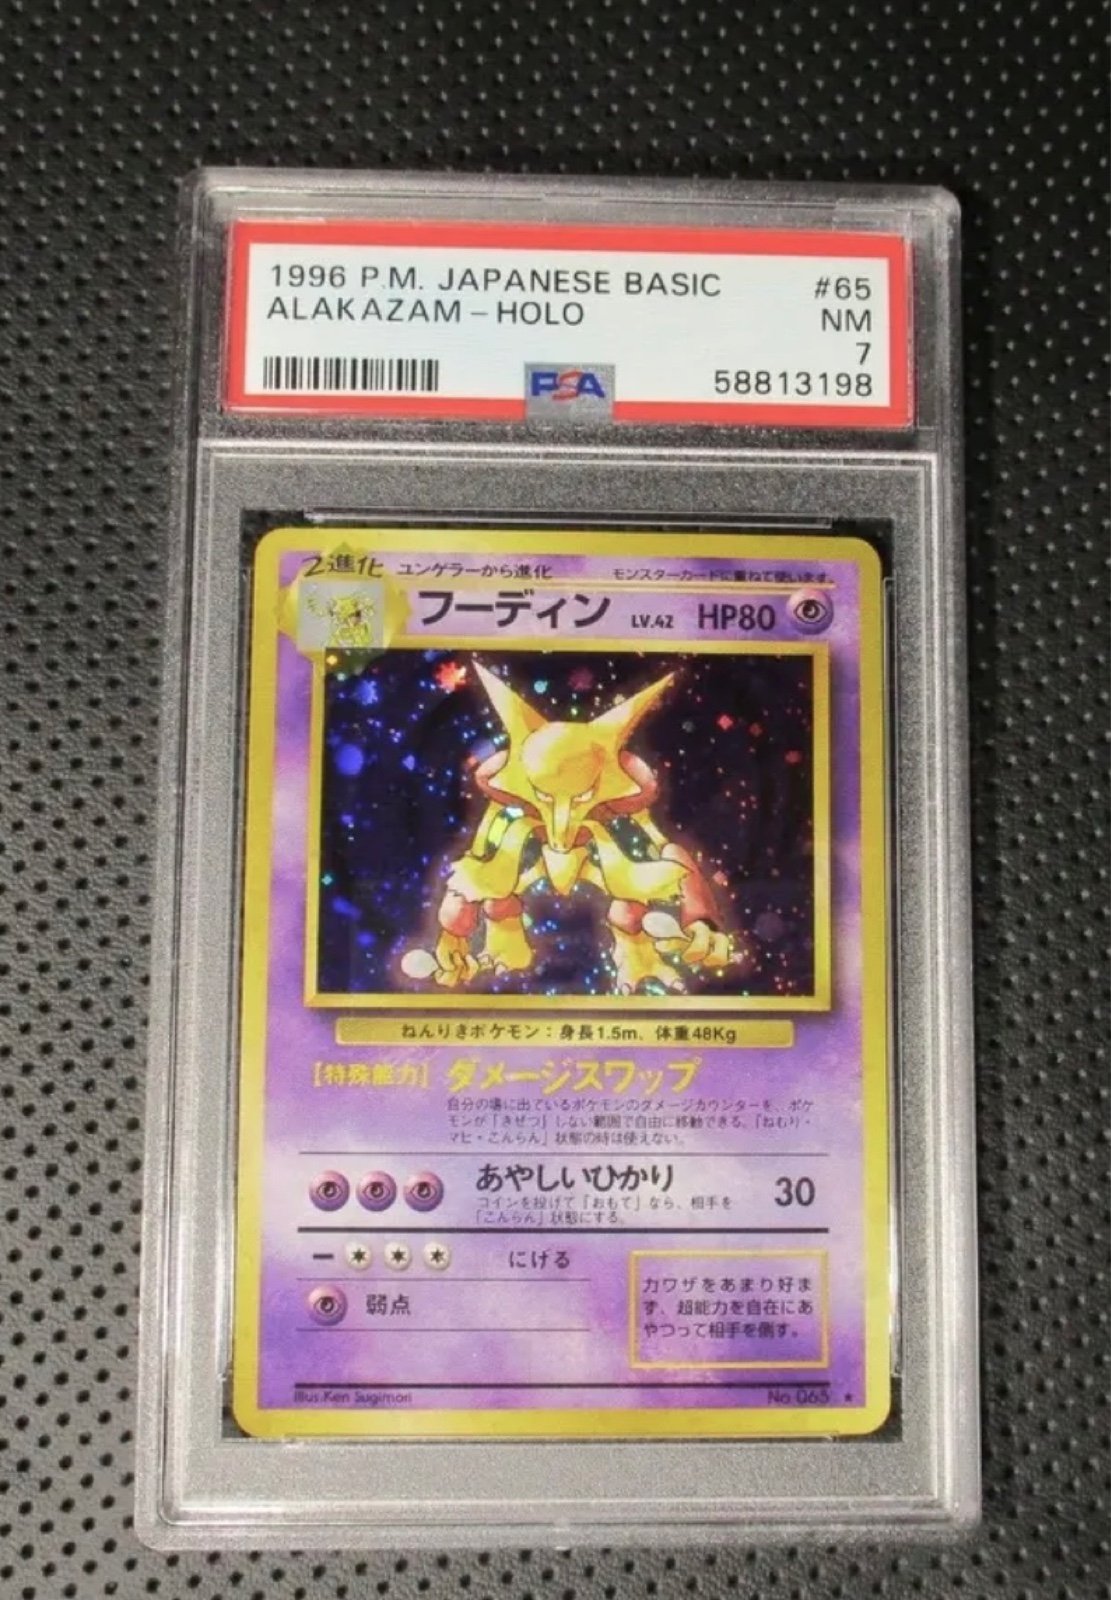 1996 P.M. JAPANESE BASIC #65
ALAKAZAM - HOLO NM
7
PSA 58813198
2進化 ユンゲラーから進化 モンスターカードに重ねて使います。
フーディン LV.42 HP80
ねんりきポケモン：身長1.5m、体重48Kg
【特殊能力】ダメージスワップ
自分の場に出ているポケモンのダメージカウンターを、ポケ
モンが「きぜつ」しない範囲で自由に移動できる。「ねむり・
マヒ・こんらん」状態の時は使えない。
あやしいひかり 30
コインを投げて「おもて」なら、相手を
「こんらん」状態にする。
にげる
弱点
力ワザをあまり好ま
ず、超能力を自在にあ
やつって相手を倒す。
Illus.Ken Sugimori No.065 ★